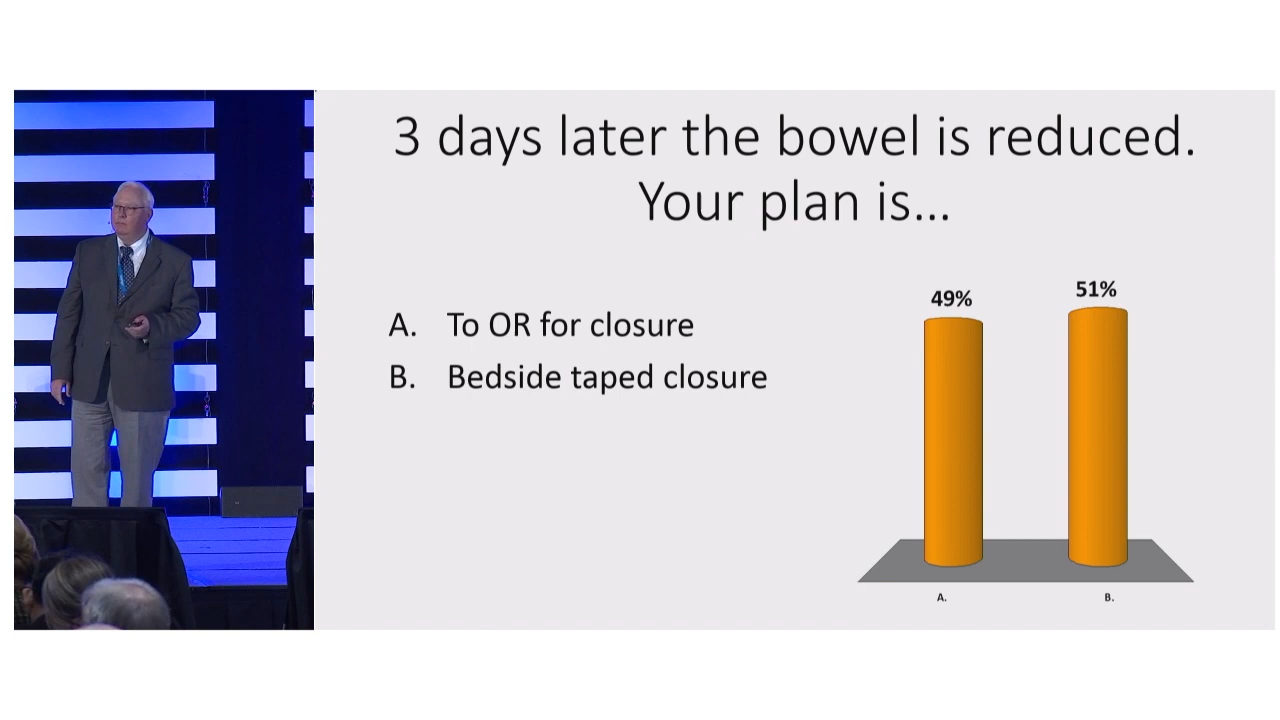 3 days later the bowel is reduced.
Your plan is...
A. To OR for closure
B. Bedside taped closure
49%
51%
A.
B.